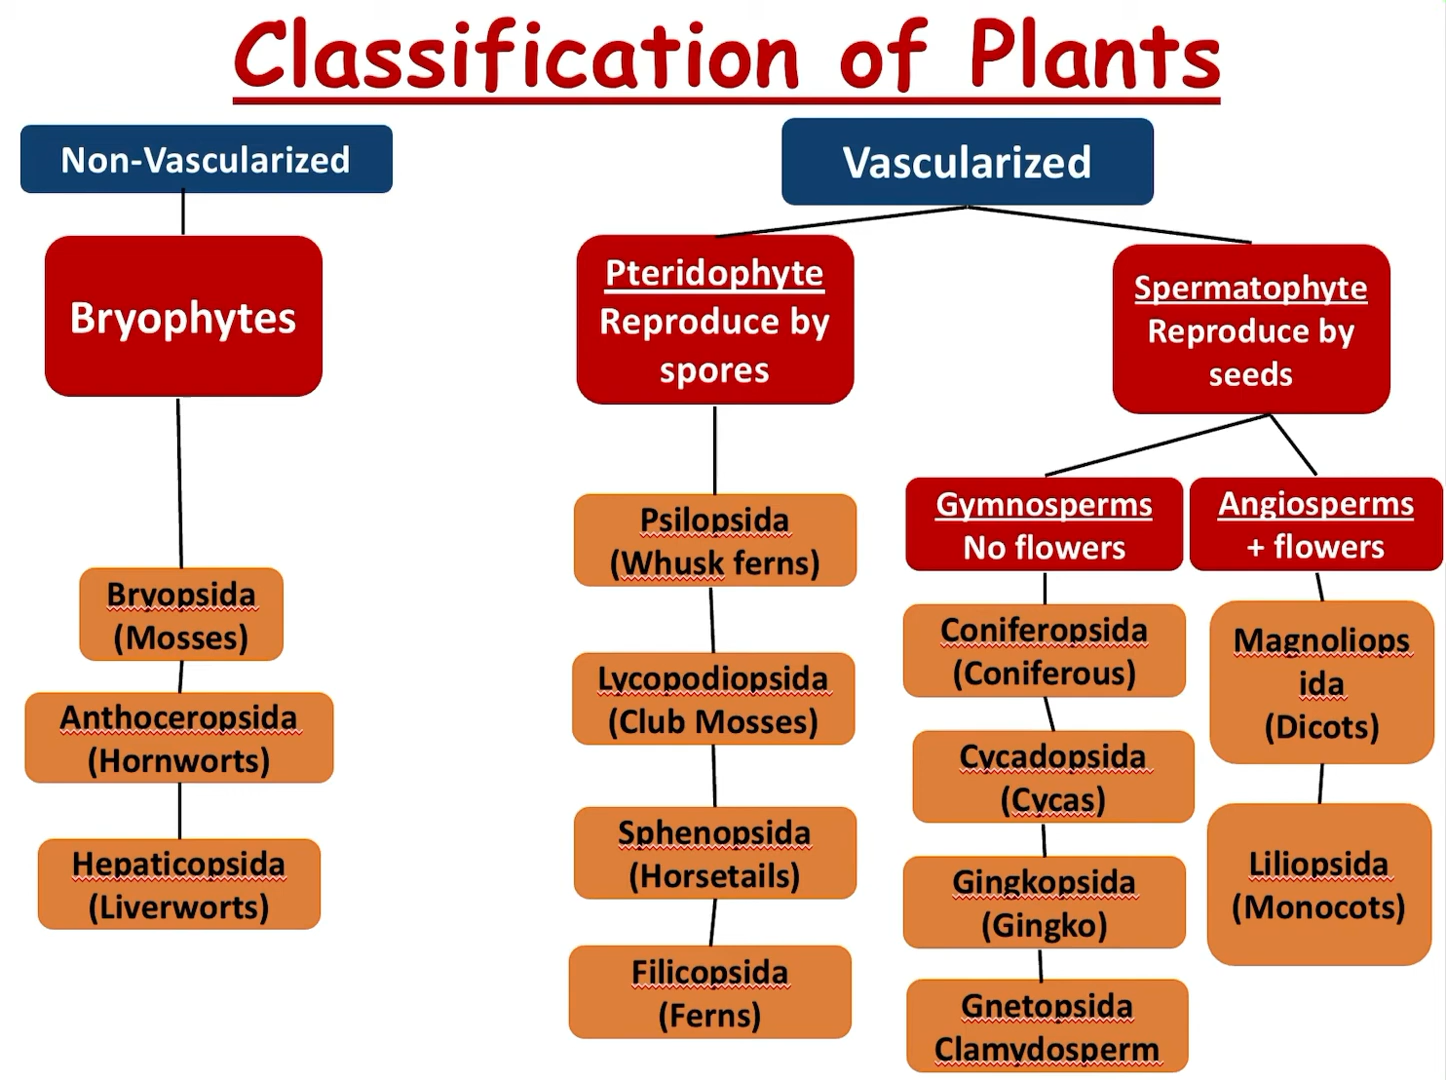 Classification of Plants
Non-Vascularized
Vascularized
Bryophytes
Pteridophyte
Reproduce by
spores
Spermatophyte
Reproduce by
seeds
Gymnosperms
No flowers
Angiosperms
+ flowers
Bryopsida
(Mosses)
Anthoceropsida
(Hornworts)
Hepaticopsida
(Liverworts)
Psilopsida
(Whusk ferns)
Lycopodiopsida
(Club Mosses)
Sphenopsida
(Horsetails)
Filicopsida
(Ferns)
Coniferopsida
(Coniferous)
Cycadopsida
(Cycas)
Gingkopsida
(Gingko)
Gnetopsida
Clamydosperm
Magnoliops
ida
(Dicots)
Liliopsida
(Monocots)